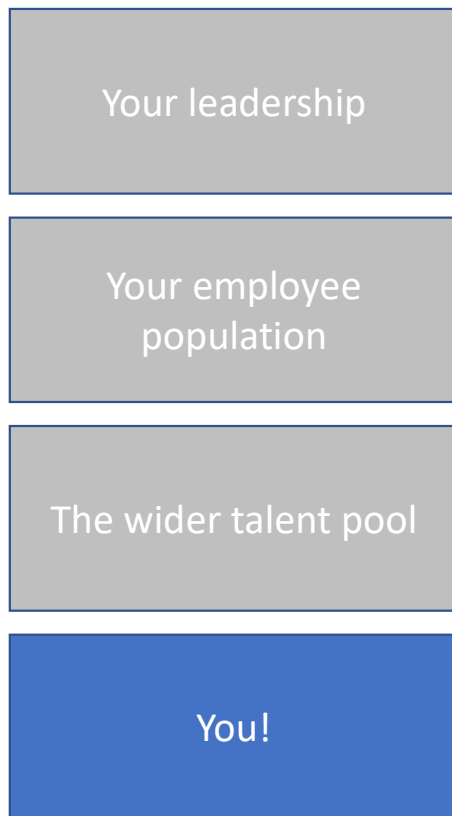 Your leadership
Your employee
population
The wider talent pool
You!